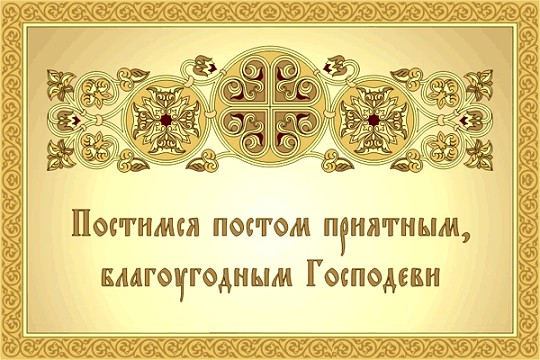 Постимся постом приятным,
благоугодным Господеви